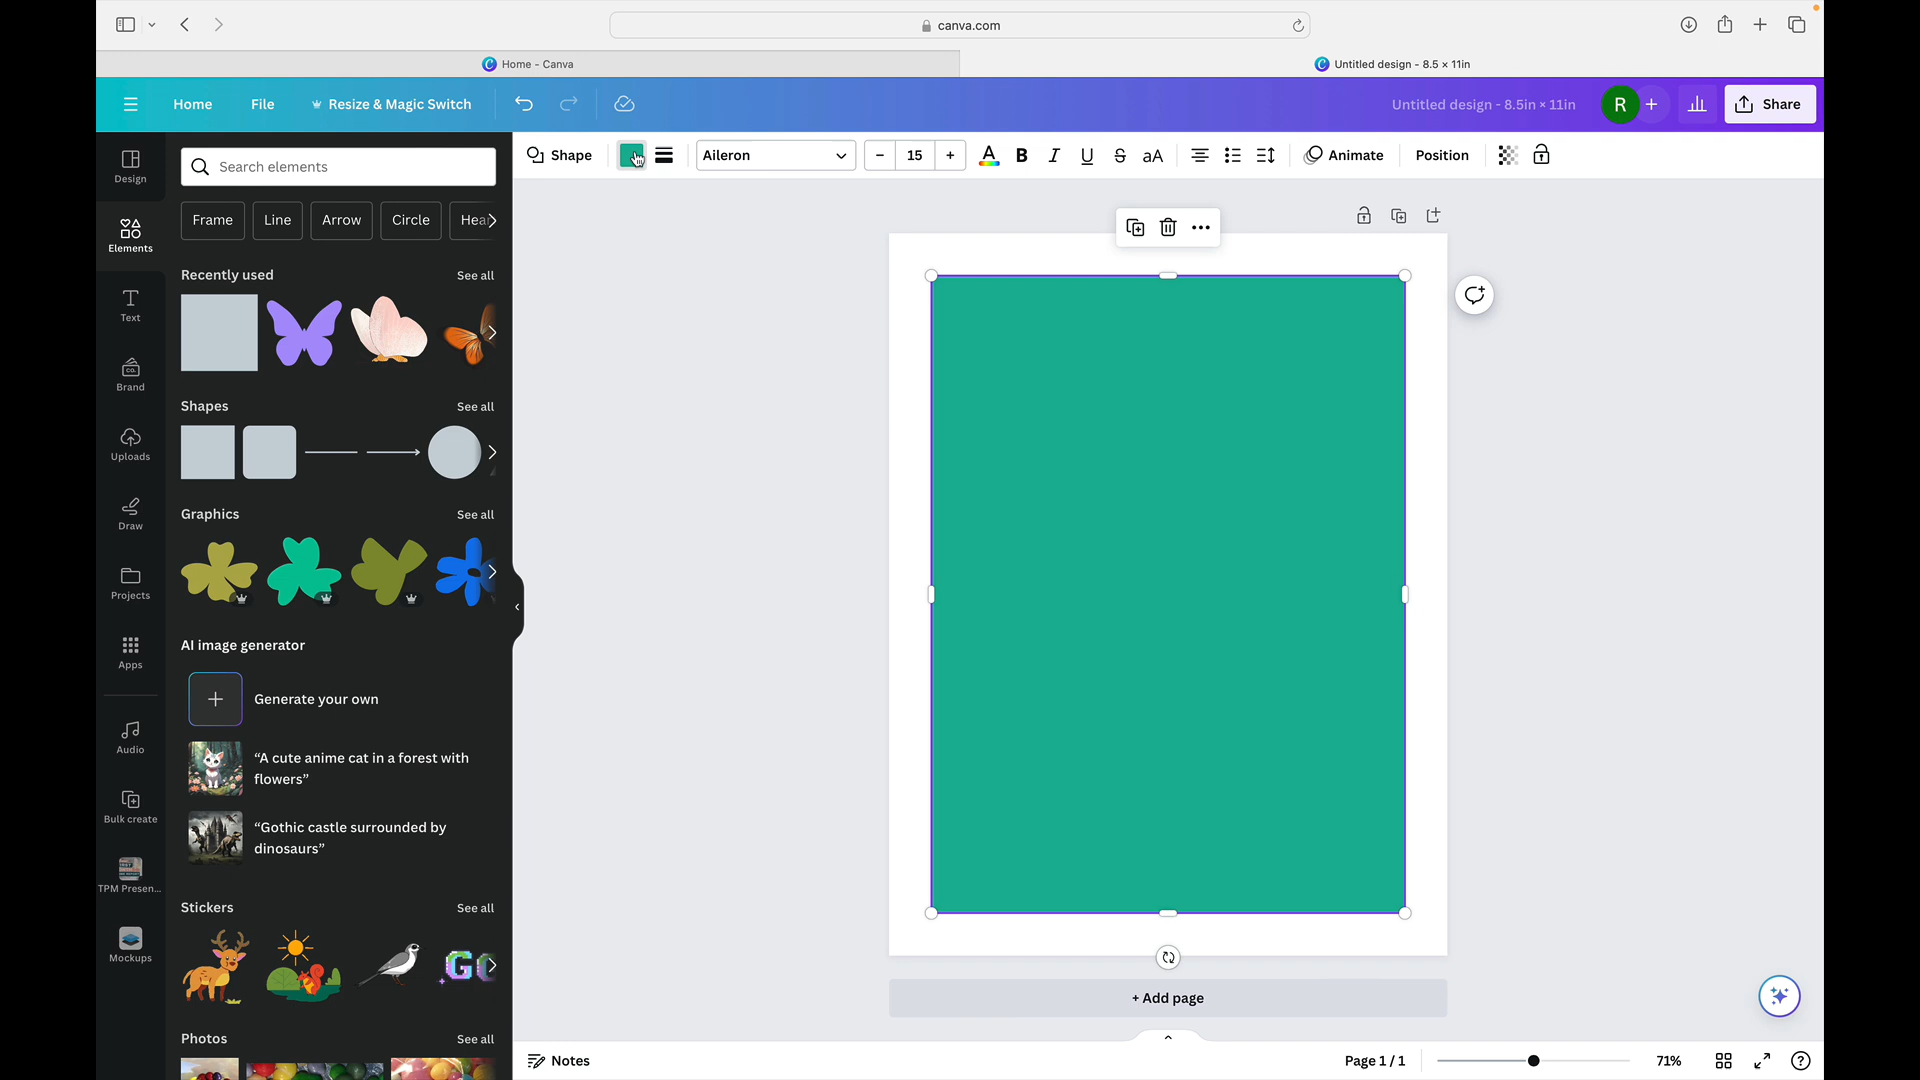 canva.com
Home - Canva
Untitled design - 8.5 × 11in
Home
File
Resize & Magic Switch
Untitled design - 8.5in × 11in
R
Share
Design
Search elements
Shape
Aileron
15
A
B
I
U
S
aA
Animate
Position
Elements
Frame
Line
Arrow
Circle
Hear
Recently used
See all
Text
Brand
Shapes
See all
Uploads
Graphics
See all
Draw
Projects
Apps
AI image generator
Generate your own
Audio
“A cute anime cat in a forest with
flowers”
Bulk create
“Gothic castle surrounded by
dinosaurs”
TPM Presen...
Stickers
See all
Mockups
GO
+ Add page
Photos
See all
Notes
Page 1 / 1
71%